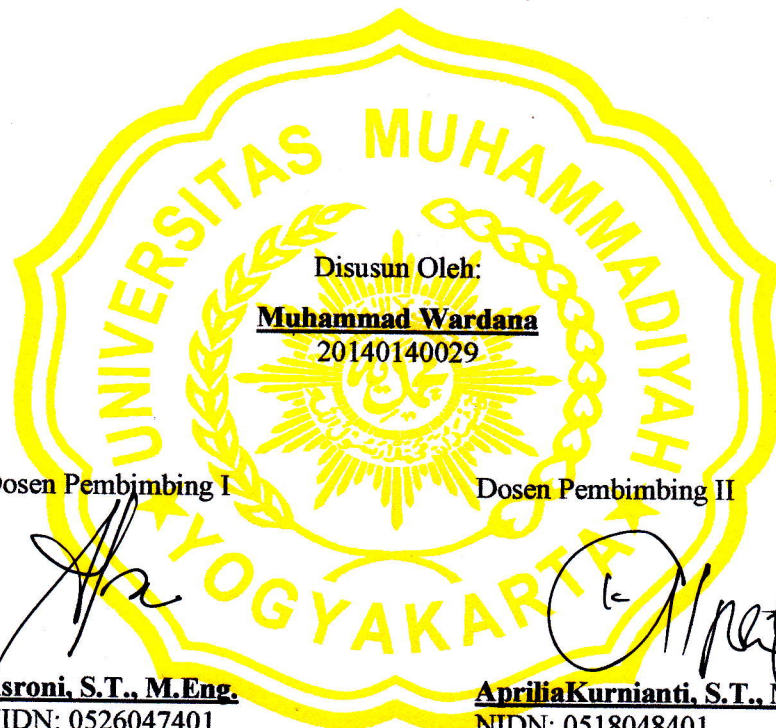 UNIVERSITAS MUHAMMADIYAH
YOGYAKARTA
Disusun Oleh:
Muhammad Wardana
20140140029
Dosen Pembimbing I
Dosen Pembimbing II
sroni, S.T., M.Eng.
ApriliaKurnianti, S.T., M
NIDN: 0526047401
NIDN: 0518048401